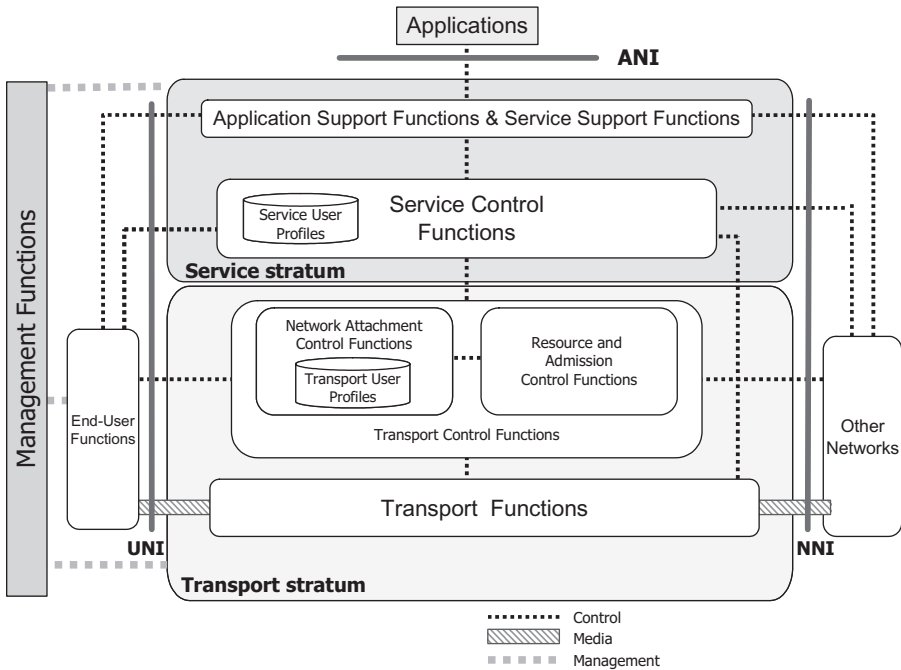 Applications
ANI
Application Support Functions & Service Support Functions
Management Functions
Service User
Profiles
Service Control
Functions
Service stratum
Network Attachment
Control Functions
Transport User
Profiles
Resource and
Admission
Control Functions
Transport Control Functions
End-User
Functions
Other
Networks
Transport Functions
UNI
NNI
Transport stratum
Control
Media
Management